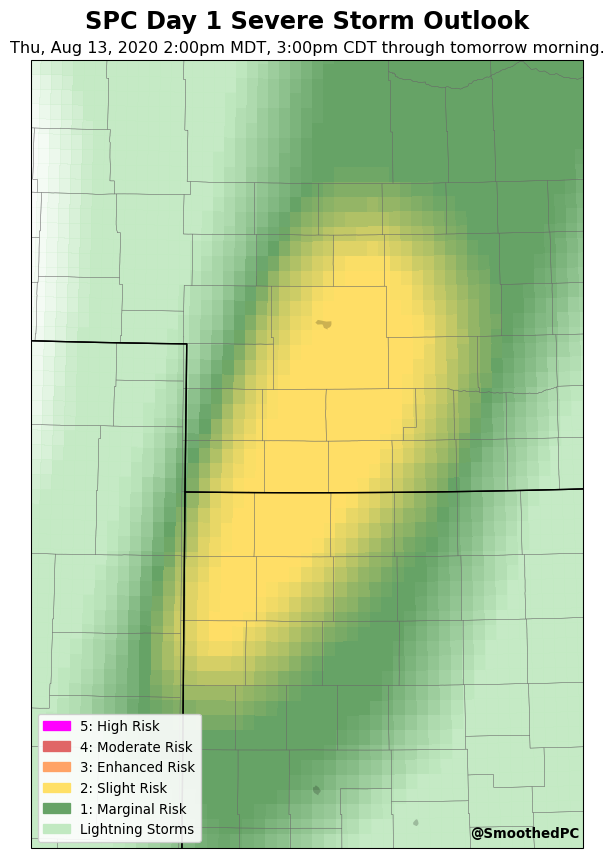 SPC Day 1 Severe Storm Outlook
Thu, Aug 13, 2020 2:00pm MDT, 3:00pm CDT through tomorrow morning.
5: High Risk
4: Moderate Risk
3: Enhanced Risk
2: Slight Risk
1: Marginal Risk
Lightning Storms
@SmoothedPC